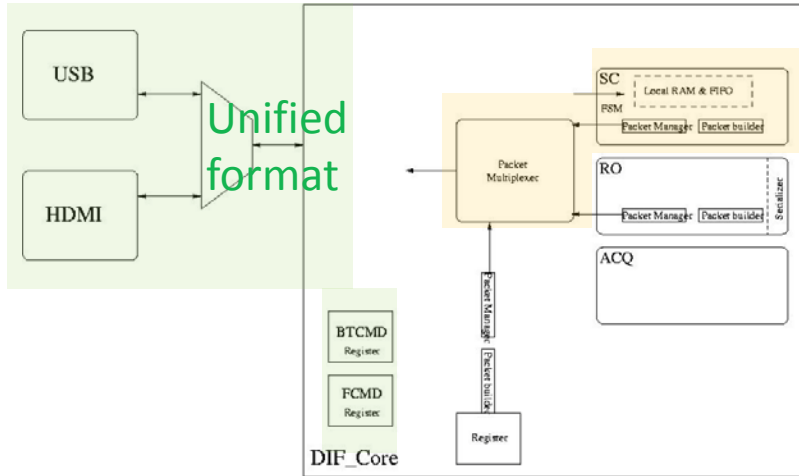 USB
HDMI
Unified
format
SC
Local RAM & FIFO
FSM
Packet Manager
Packet builder
Packet
Multiplexer
RO
Packet Manager
Packet builder
Serializer
ACQ
BTCMD
Register
FCMD
Register
Packet Manager
Packet builder
Register
DIF_Core